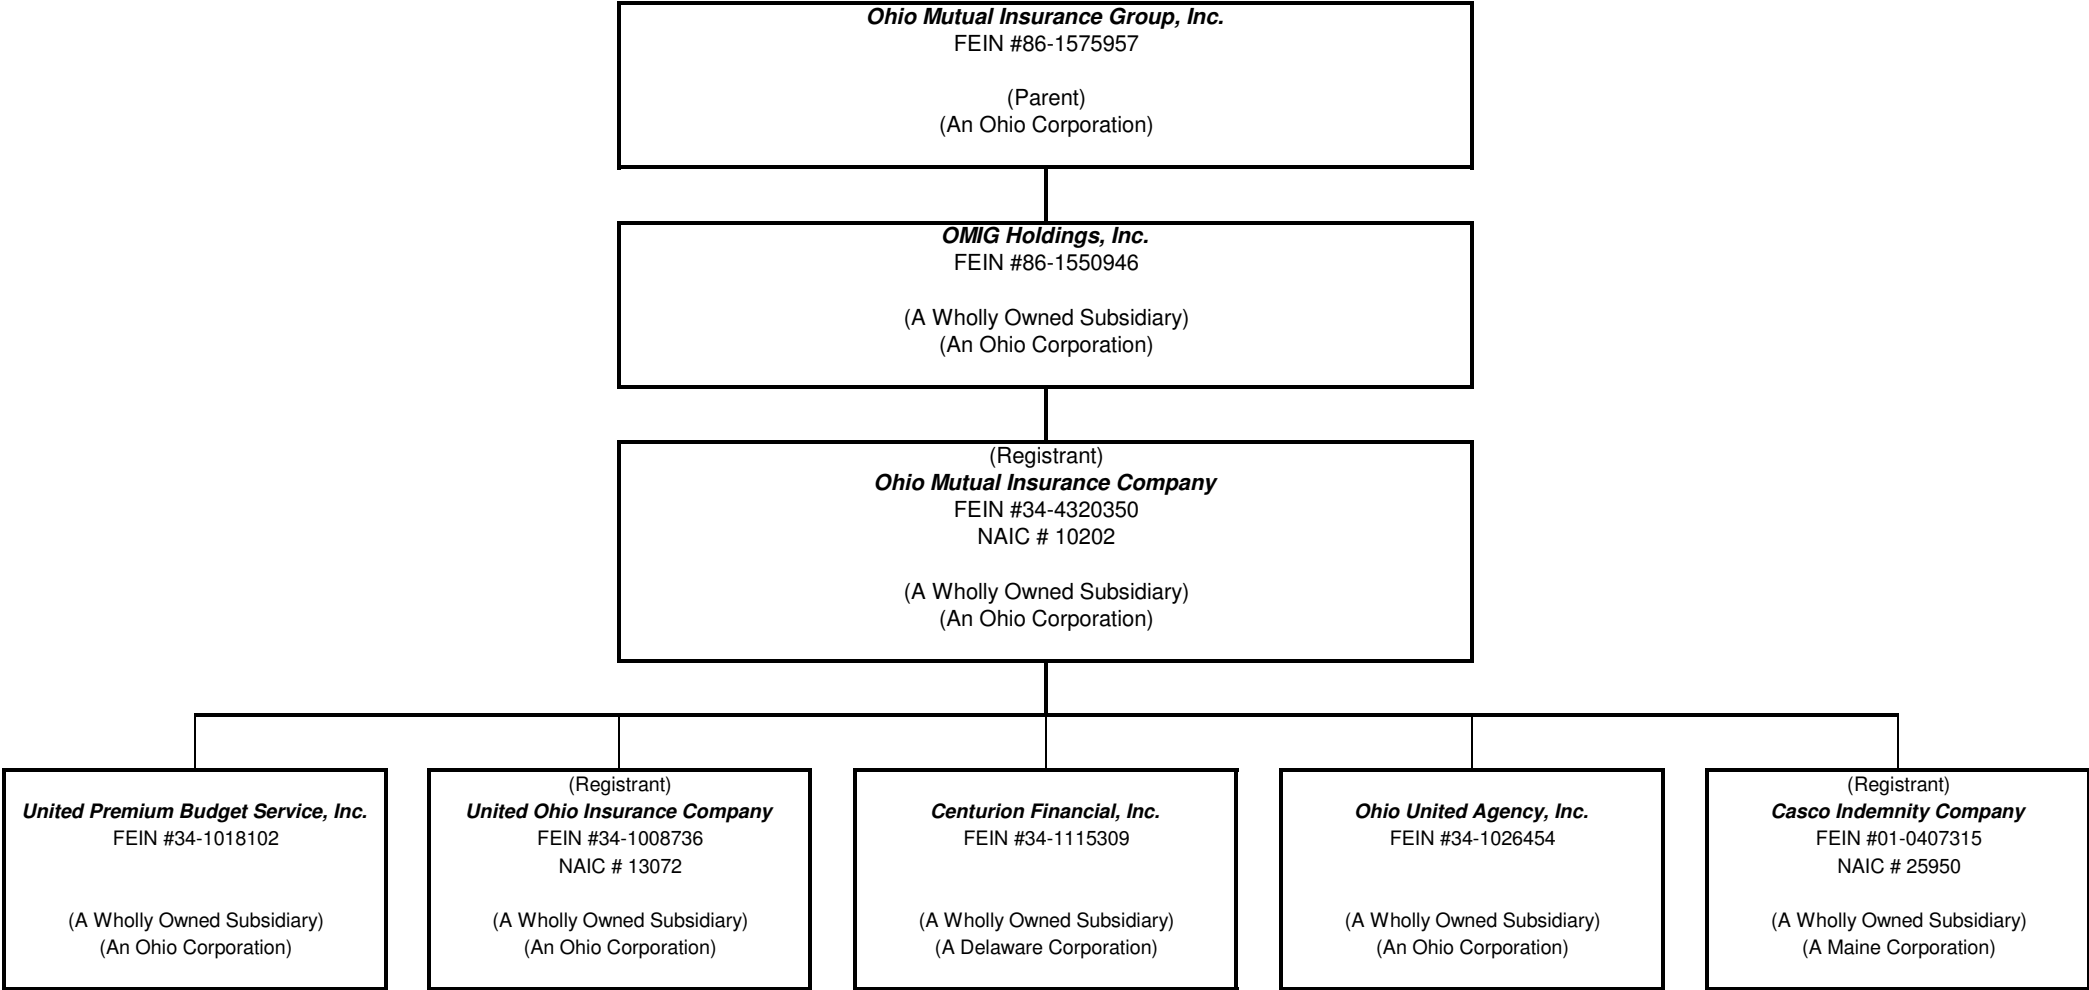 Ohio Mutual Insurance Group, Inc.
FEIN #86-1575957
(Parent)
(An Ohio Corporation)
OMIG Holdings, Inc.
FEIN #86-1550946
(A Wholly Owned Subsidiary)
(An Ohio Corporation)
(Registrant)
Ohio Mutual Insurance Company
FEIN #34-4320350
NAIC # 10202
(A Wholly Owned Subsidiary)
(An Ohio Corporation)
United Premium Budget Service, Inc.
FEIN #34-1018102
(A Wholly Owned Subsidiary)
(An Ohio Corporation)
(Registrant)
United Ohio Insurance Company
FEIN #34-1008736
NAIC # 13072
(A Wholly Owned Subsidiary)
(An Ohio Corporation)
Centurion Financial, Inc.
FEIN #34-1115309
(A Wholly Owned Subsidiary)
(A Delaware Corporation)
Ohio United Agency, Inc.
FEIN #34-1026454
(A Wholly Owned Subsidiary)
(An Ohio Corporation)
(Registrant)
Casco Indemnity Company
FEIN #01-0407315
NAIC # 25950
(A Wholly Owned Subsidiary)
(A Maine Corporation)